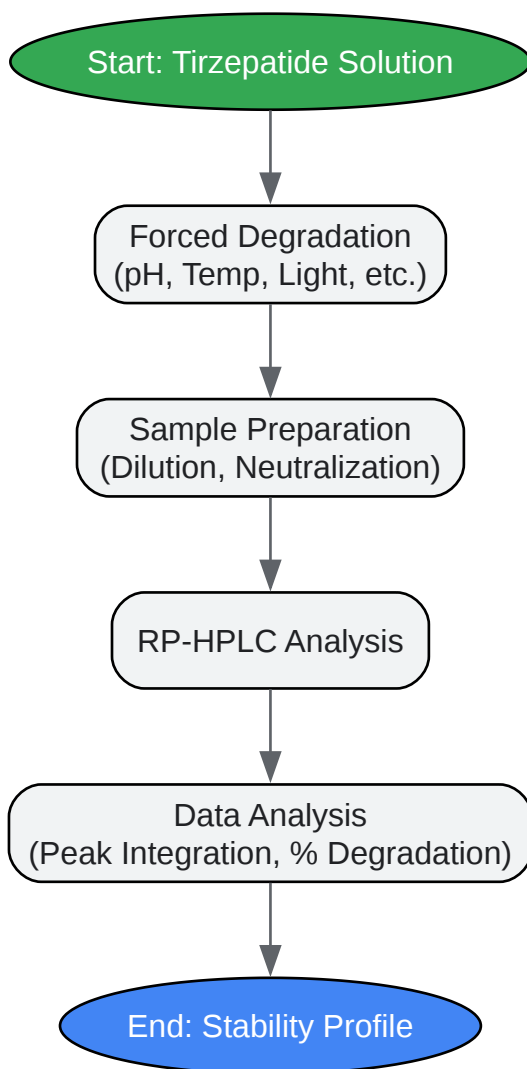 Start: Tirzepatide Solution
Forced Degradation
(pH, Temp, Light, etc.)
Sample Preparation
(Dilution, Neutralization)
RP-HPLC Analysis
Data Analysis
(Peak Integration, % Degradation)
End: Stability Profile